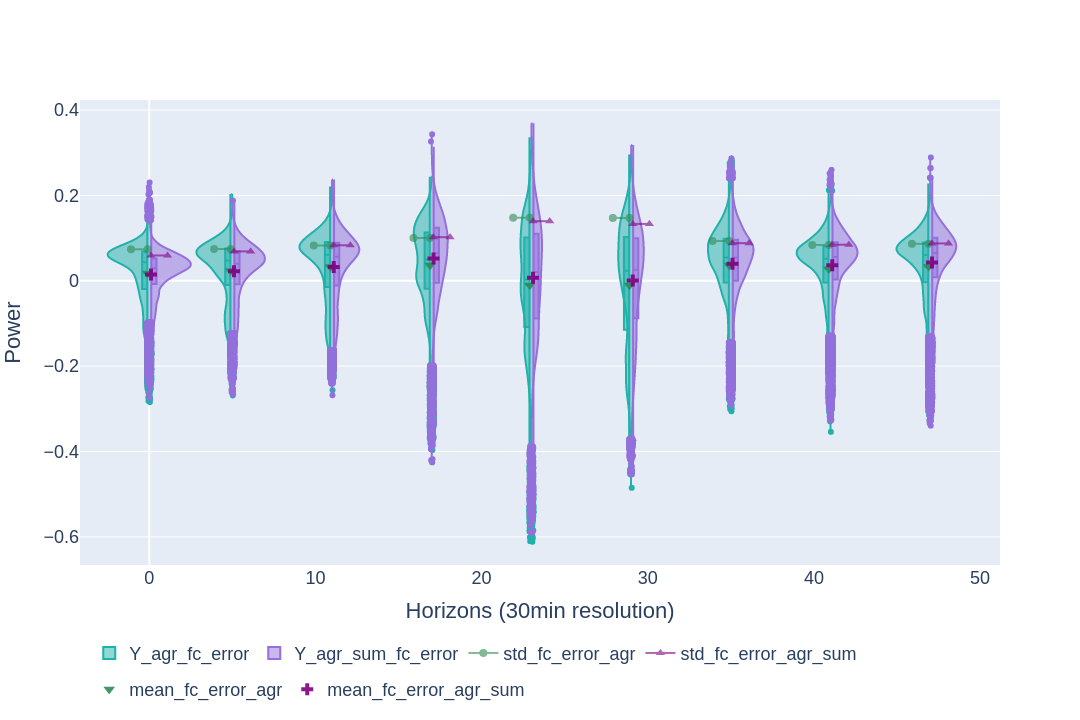 0.4
0.2
0
−0.2
−0.4
−0.6
Power
0 10 20 30 40 50
Horizons (30min resolution)
Y_agr_fc_error Y_agr_sum_fc_error std_fc_error_agr std_fc_error_agr_sum
mean_fc_error_agr mean_fc_error_agr_sum